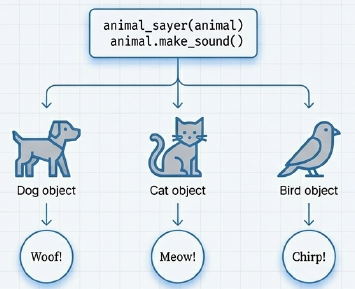 animal_sayer(animal)
animal.make_sound()
Dog object
Cat object
Bird object
Woof!
Meow!
Chirp!